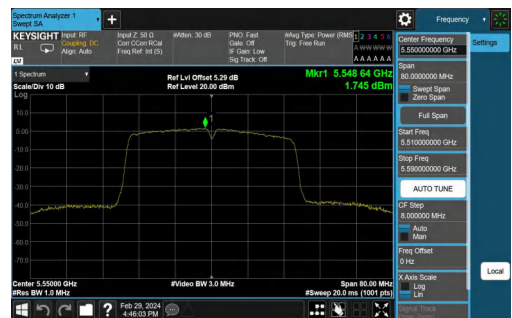 Spectrum Analyzer 1
Swept SA
Frequency
KEYSIGHT
Input: RF
Coupling: DC
Align: Auto
Input Z: 50 Ω
Corr CCorr RCal
Freq Ref: Int (S)
#Atten: 30 dB
PNO: Fast
Gate: Off
IF Gain: Low
Sig Track: Off
#Avg Type: Power (RMS
Trig: Free Run
1 2 3 4 5 6
A W W W W W
A A A A A A
R L
LV
1 Spectrum
Scale/Div 10 dB
Log
Ref Lvl Offset 5.29 dB
Ref Level 20.00 dBm
Mkr1 5.548 64 GHz
1.745 dBm
1
10.0
0.00
-10.0
-20.0
-30.0
-40.0
-50.0
-60.0
-70.0
Center 5.55000 GHz
#Res BW 1.0 MHz
#Video BW 3.0 MHz
Span 80.00 MHz
#Sweep 20.0 ms (1001 pts)
Center Frequency
5.550000000 GHz
Settings
Span
80.0000000 MHz
Swept Span
Zero Span
Full Span
Start Freq
5.510000000 GHz
Stop Freq
5.590000000 GHz
AUTO TUNE
CF Step
8.000000 MHz
Auto
Man
Freq Offset
0 Hz
X Axis Scale
Log
Lin
Local
Signal Track
Feb 29, 2024
4:46:03 PM
?